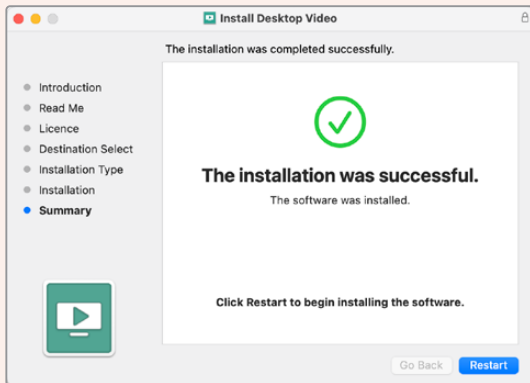 Install Desktop Video
The installation was completed successfully.
Introduction
Read Me
Licence
Destination Select
Installation Type
Installation
Summary
The installation was successful.
The software was installed.
Click Restart to begin installing the software.
Go Back
Restart